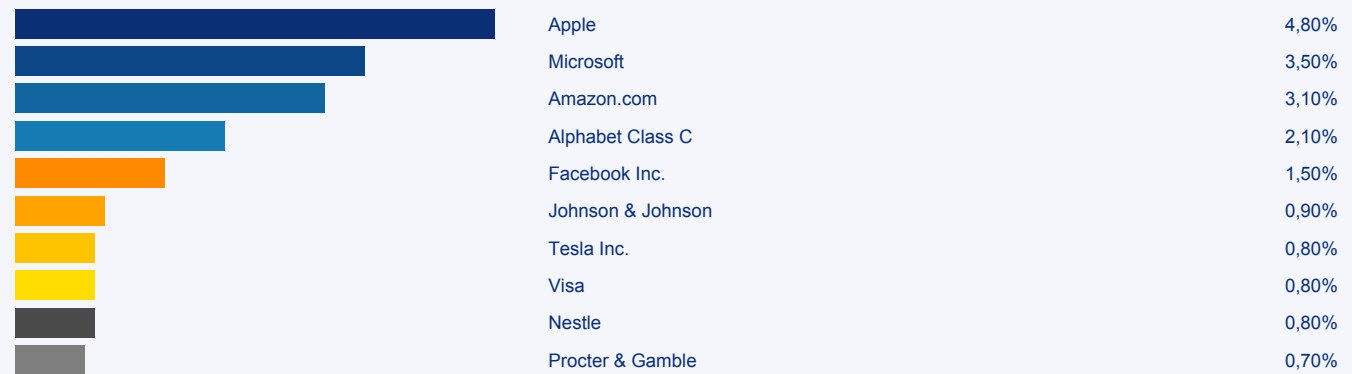 Apple 4,80%
Microsoft 3,50%
Amazon.com 3,10%
Alphabet Class C 2,10%
Facebook Inc. 1,50%
Johnson & Johnson 0,90%
Tesla Inc. 0,80%
Visa 0,80%
Nestle 0,80%
Procter & Gamble 0,70%